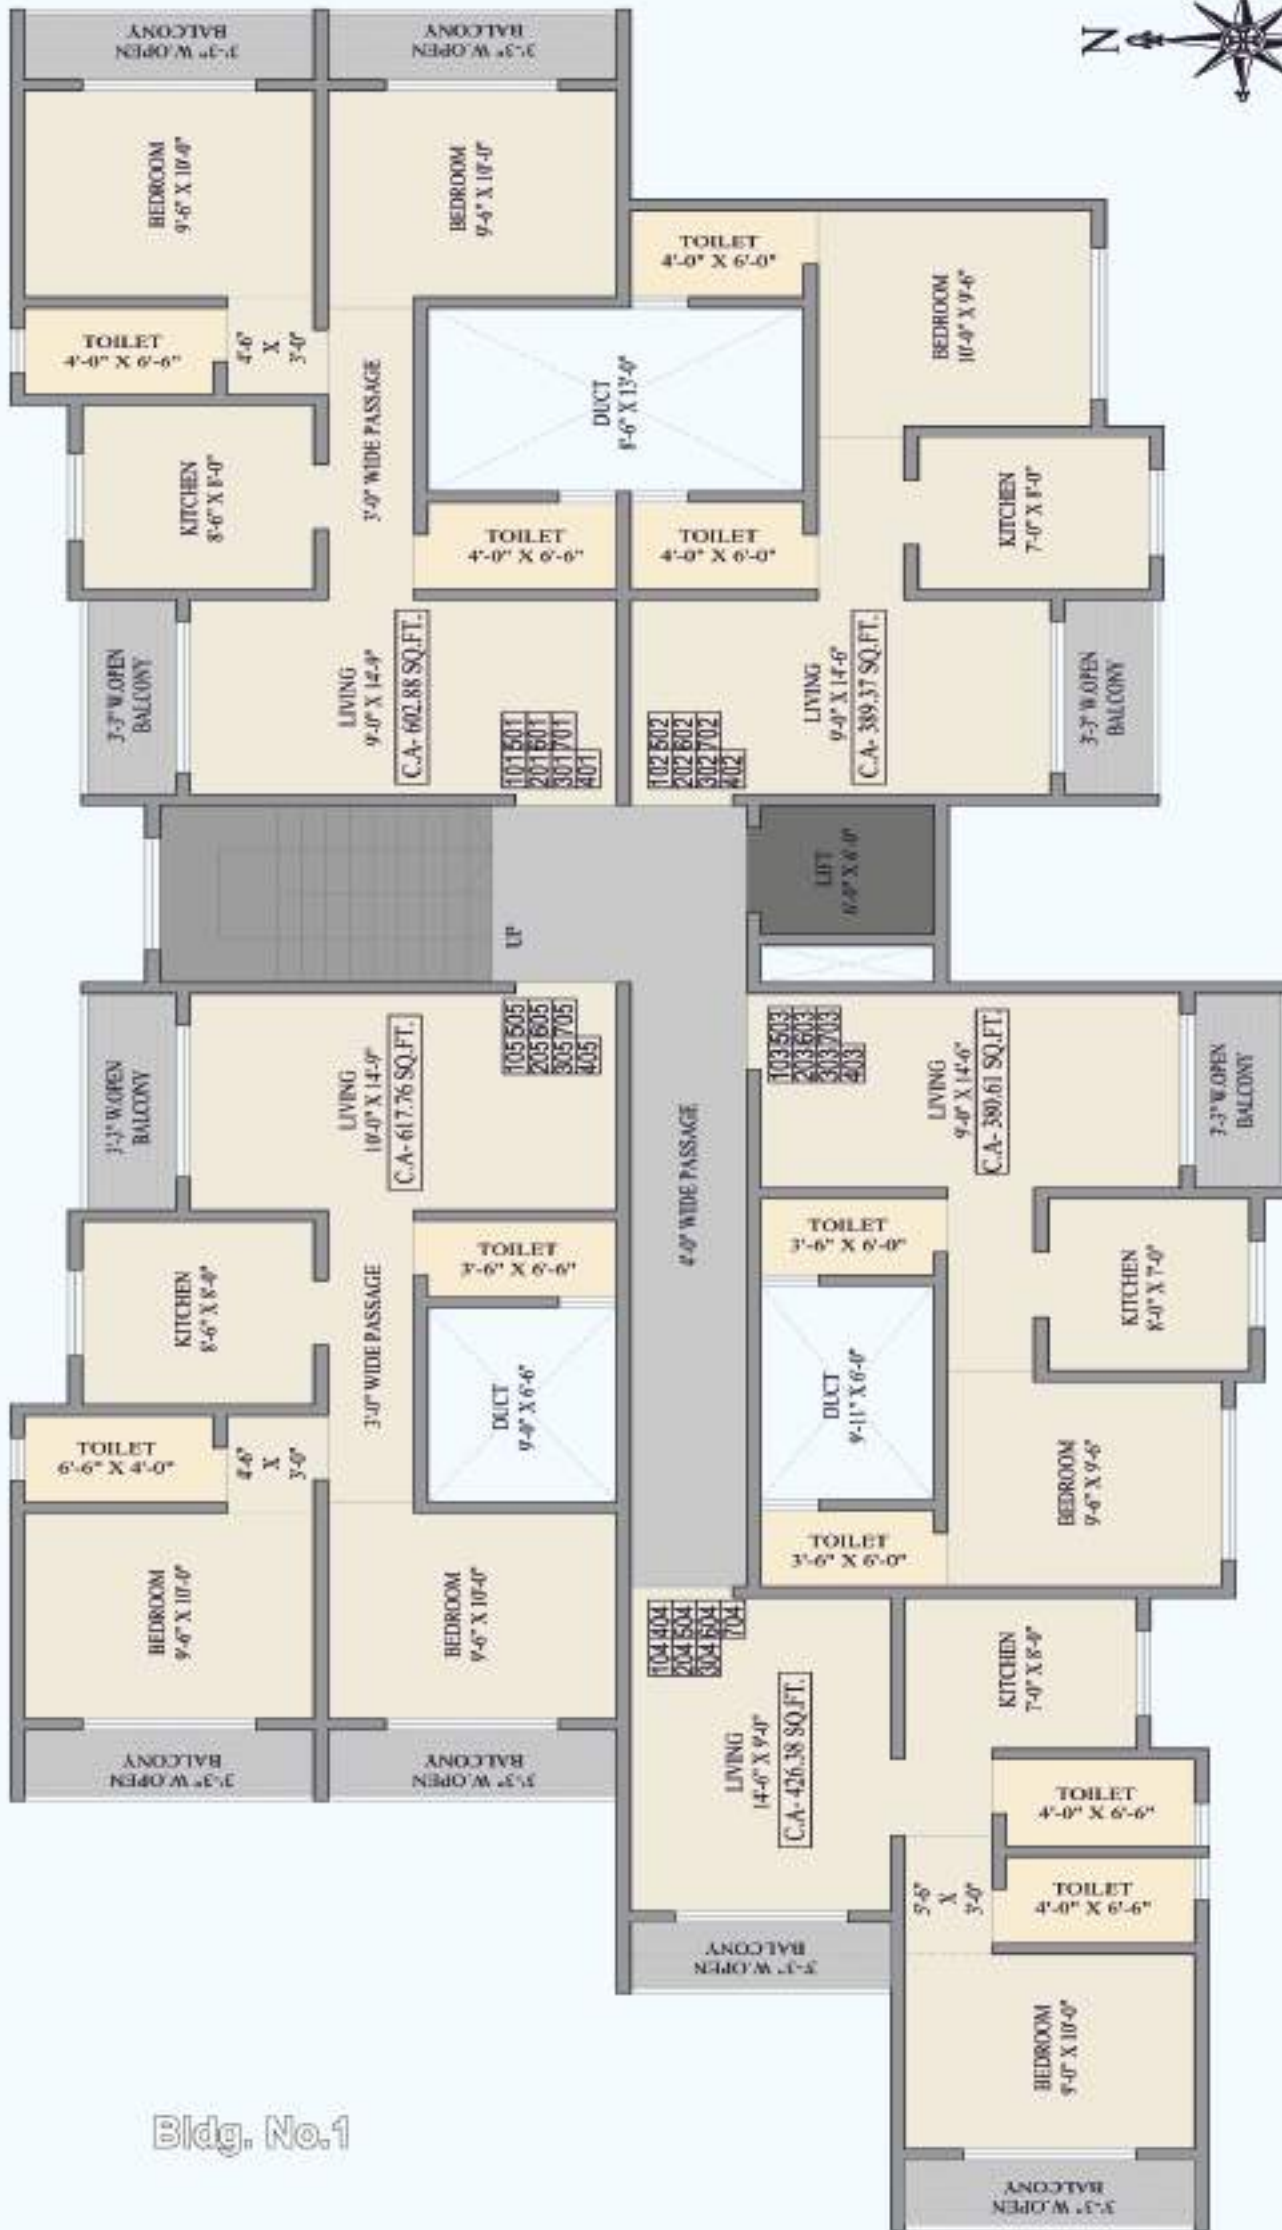 N
3'-3" W.OPEN
BALCONY
3'-3" W.OPEN
BALCONY
BEDROOM
9'-6" X 10'-0"
BEDROOM
9'-6" X 10'-0"
TOILET
4'-0" X 6'-6"
4'-6"
X
3'-0"
3'-0" WIDE PASSAGE
KITCHEN
8'-6" X 8'-0"
DUCT
8'-6" X 13'-0"
TOILET
4'-0" X 6'-6"
TOILET
4'-0" X 6'-0"
BEDROOM
10'-0" X 9'-6"
TOILET
4'-0" X 6'-0"
KITCHEN
7'-0" X 8'-0"
3'-3" W.OPEN
BALCONY
LIVING
9'-0" X 14'-9"
C.A- 602.88 SQ.FT.
101 501
201 601
301 701
401
102 502
202 602
302 702
402
LIVING
9'-0" X 14'-6"
C.A- 389.37 SQ.FT.
3'-3" W.OPEN
BALCONY
UP
LIFT
6'-0" X 6'-0"
3'-3" W.OPEN
BALCONY
LIVING
10'-0" X 14'-9"
C.A- 617.76 SQ.FT.
105 505
205 605
305 705
405
4'-0" WIDE PASSAGE
103 503
203 603
303 703
403
LIVING
9'-0" X 14'-6"
C.A- 380.61 SQ.FT.
3'-3" W.OPEN
BALCONY
KITCHEN
8'-6" X 8'-0"
3'-0" WIDE PASSAGE
TOILET
3'-6" X 6'-6"
DUCT
9'-0" X 6'-6"
TOILET
3'-6" X 6'-0"
DUCT
9'-11" X 6'-0"
TOILET
3'-6" X 6'-0"
KITCHEN
8'-0" X 7'-0"
BEDROOM
9'-6" X 9'-6"
TOILET
6'-6" X 4'-0"
4'-6"
X
3'-0"
BEDROOM
9'-6" X 10'-0"
BEDROOM
9'-6" X 10'-0"
3'-3" W.OPEN
BALCONY
3'-3" W.OPEN
BALCONY
104 404
204 504
304 604
704
LIVING
14'-6" X 9'-0"
C.A- 426.38 SQ.FT.
KITCHEN
7'-0" X 8'-0"
TOILET
4'-0" X 6'-6"
TOILET
4'-0" X 6'-6"
X
3'-0"
3'-3" W.OPEN
BALCONY
BEDROOM
9'-0" X 10'-0"
3'-3" W.OPEN
BALCONY
Bldg. No.1